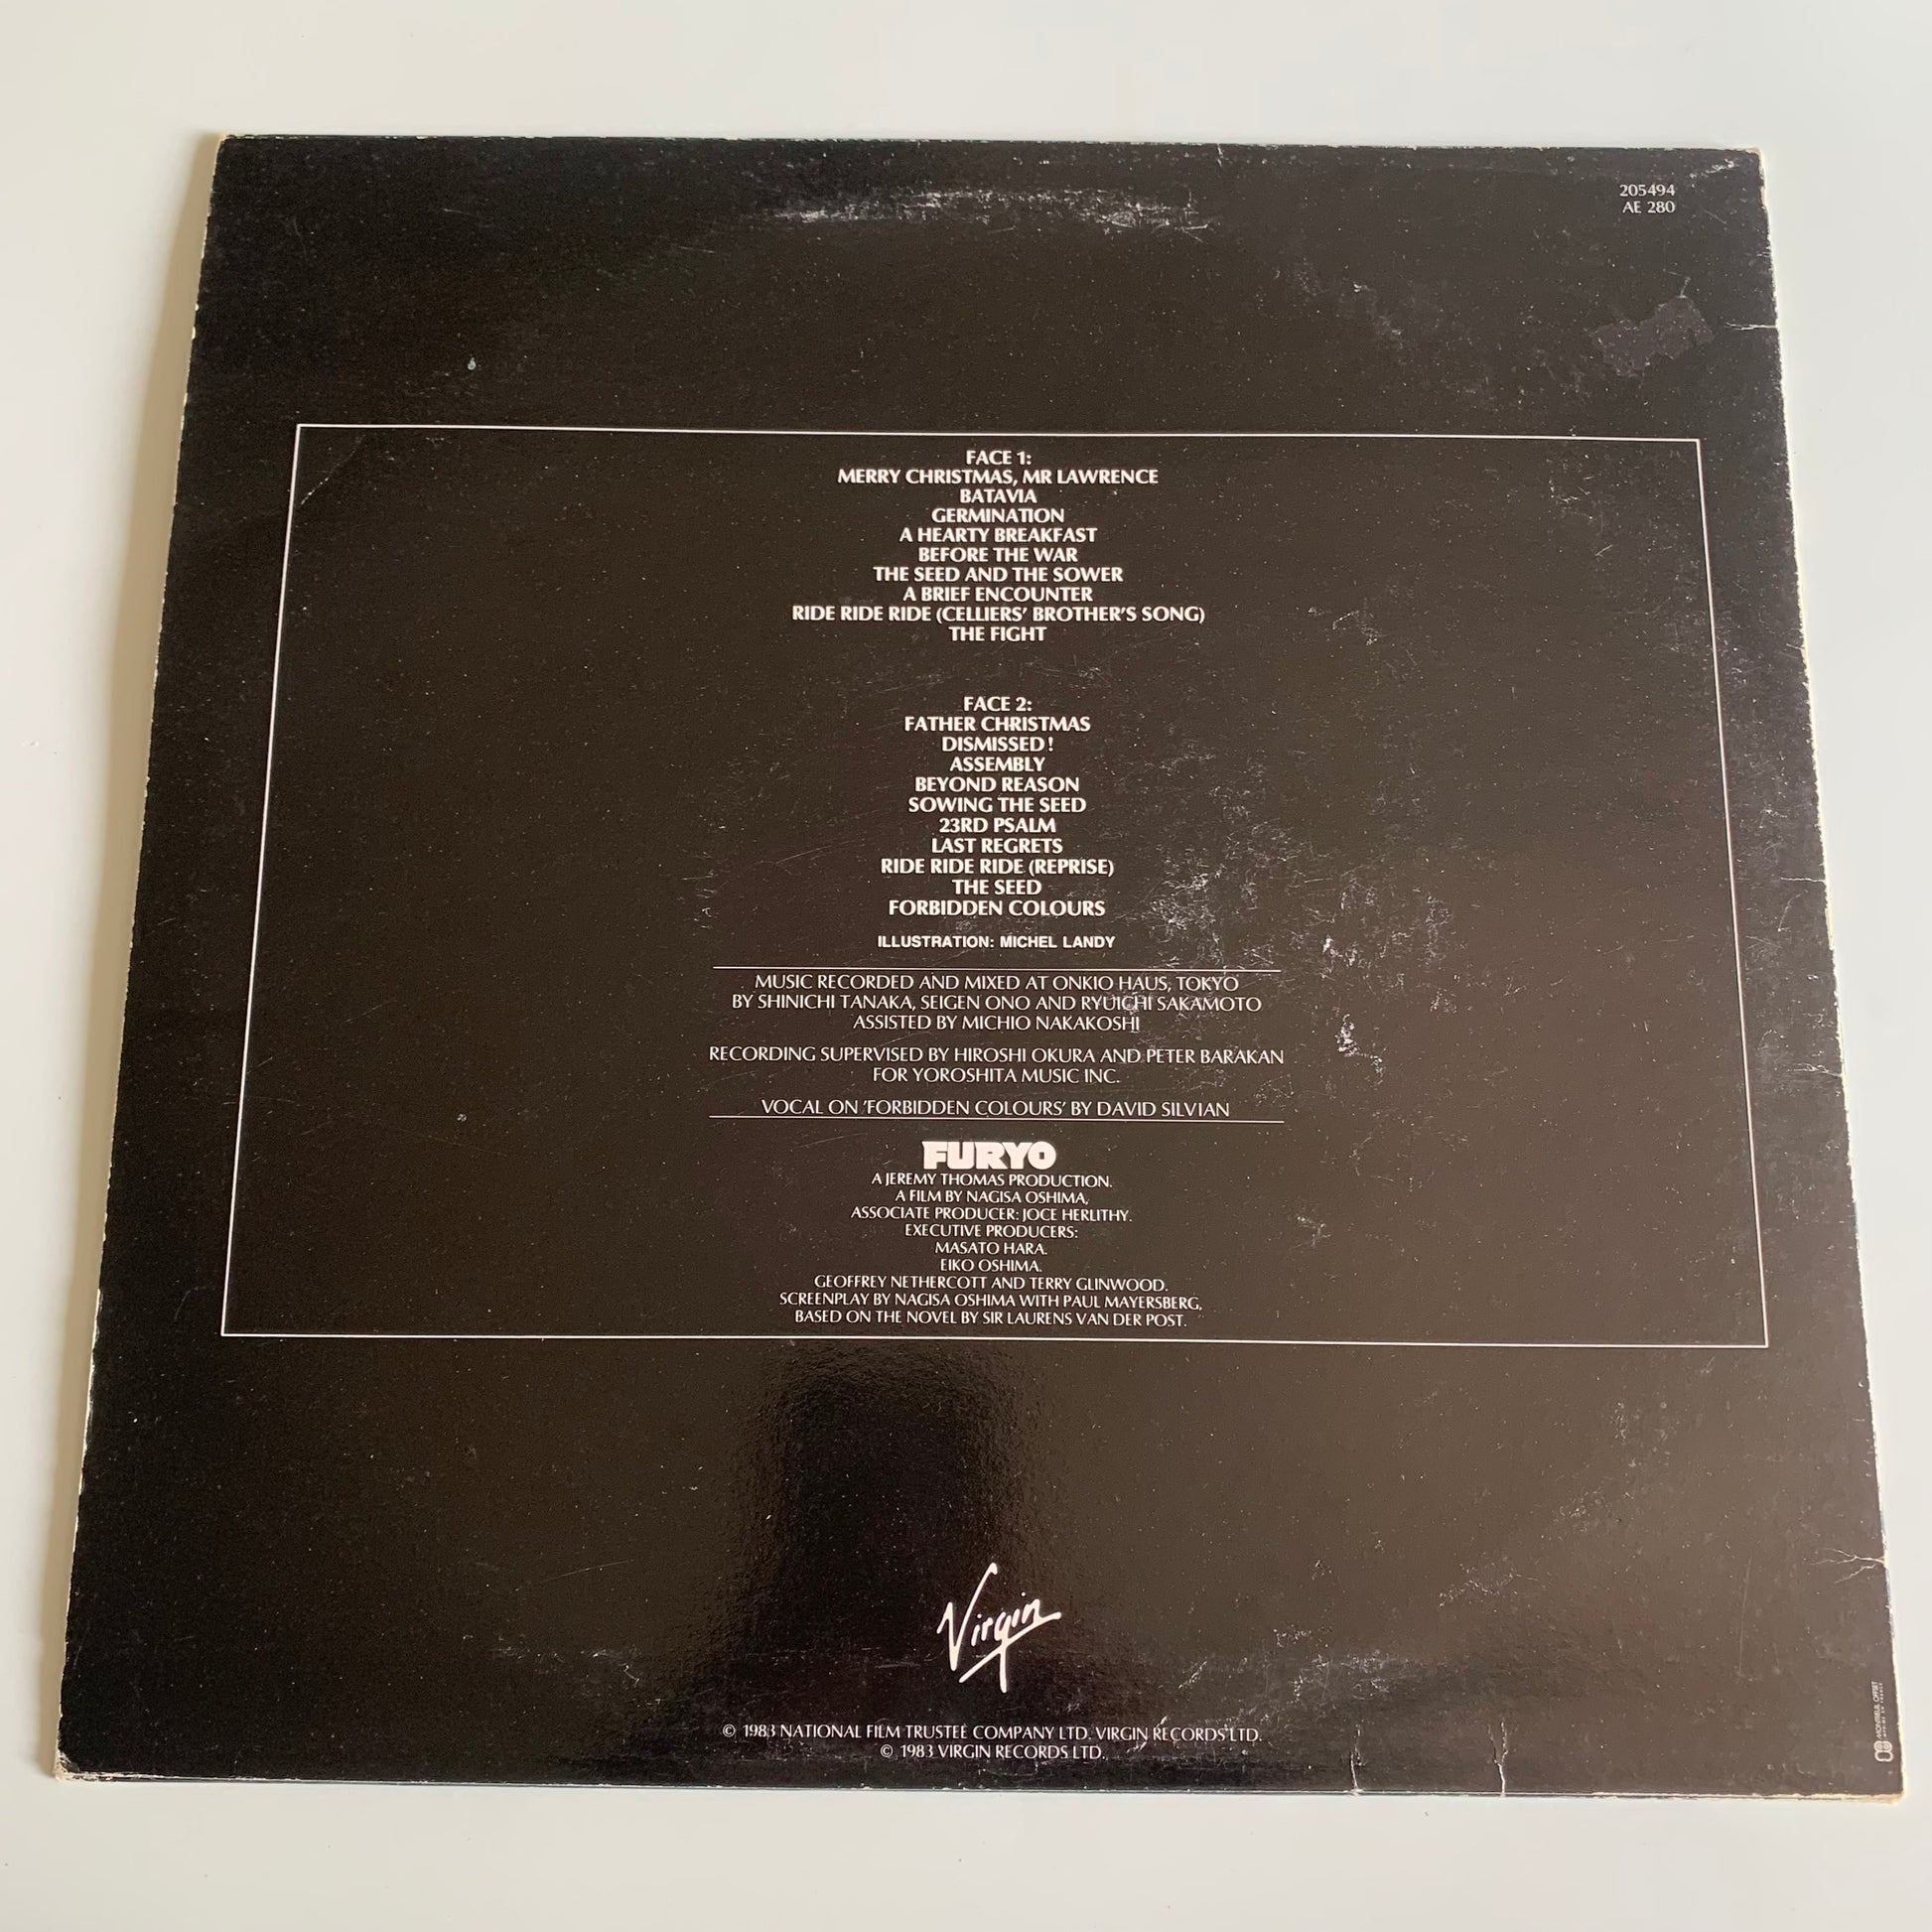 205494
AE 280
FACE 1:
MERRY CHRISTMAS, MR LAWRENCE
BATAVIA
GERMINATION
A HEARTY BREAKFAST
BEFORE THE WAR
THE SEED AND THE SOWER
A BRIEF ENCOUNTER
RIDE RIDE RIDE (CELLIERS' BROTHER'S SONG)
THE FIGHT
FACE 2:
FATHER CHRISTMAS
DISMISSED!
ASSEMBLY
BEYOND REASON
SOWING THE SEED
23RD PSALM
LAST REGRETS
RIDE RIDE RIDE (REPRISE)
THE SEED
FORBIDDEN COLOURS
ILLUSTRATION: MICHEL LANDY
MUSIC RECORDED AND MIXED AT ONKIO HAUS, TOKYO
BY SHINICHI TANAKA, SEIGEN ONO AND RYUICHI SAKAMOTO
ASSISTED BY MICHIO NAKAKOSHI
RECORDING SUPERVISED BY HIROSHI OKURA AND PETER BARAKAN
FOR YOROSHITA MUSIC INC.
VOCAL ON 'FORBIDDEN COLOURS' BY DAVID SILVIAN
FURYO
A JEREMY THOMAS PRODUCTION.
A FILM BY NAGISA OSHIMA,
ASSOCIATE PRODUCER: JOCE HERLITHY.
EXECUTIVE PRODUCERS:
MASATO HARA.
EIKO OSHIMA.
GEOFFREY NETHERCOTT AND TERRY GLINWOOD.
SCREENPLAY BY NAGISA OSHIMA WITH PAUL MAYERSBERG,
BASED ON THE NOVEL BY SIR LAURENS VAN DER POST.
Virgin
© 1983 NATIONAL FILM TRUSTEE COMPANY LTD. VIRGIN RECORDS LTD.
© 1983 VIRGIN RECORDS LTD.
MONTREUIL OFFSET